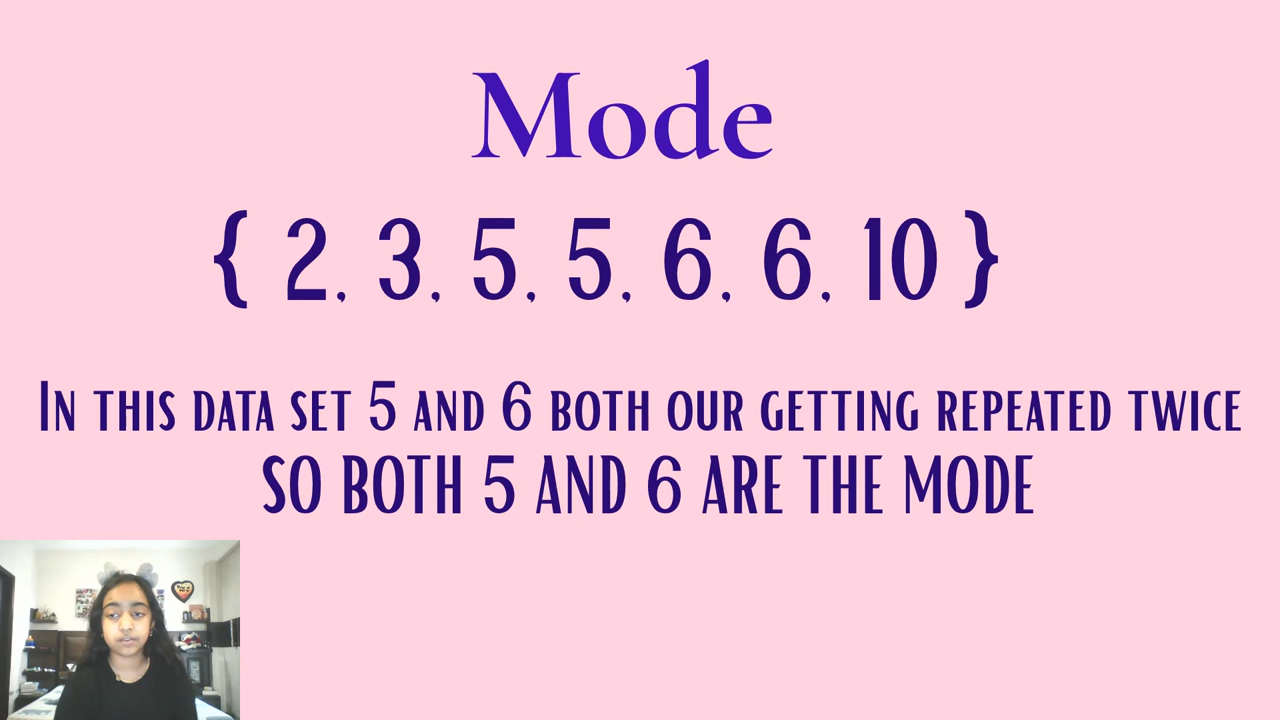 Mode
{ 2, 3, 5, 5, 6, 6, 10 }
In this data set 5 and 6 both our getting repeated twice
SO BOTH 5 AND 6 ARE THE MODE